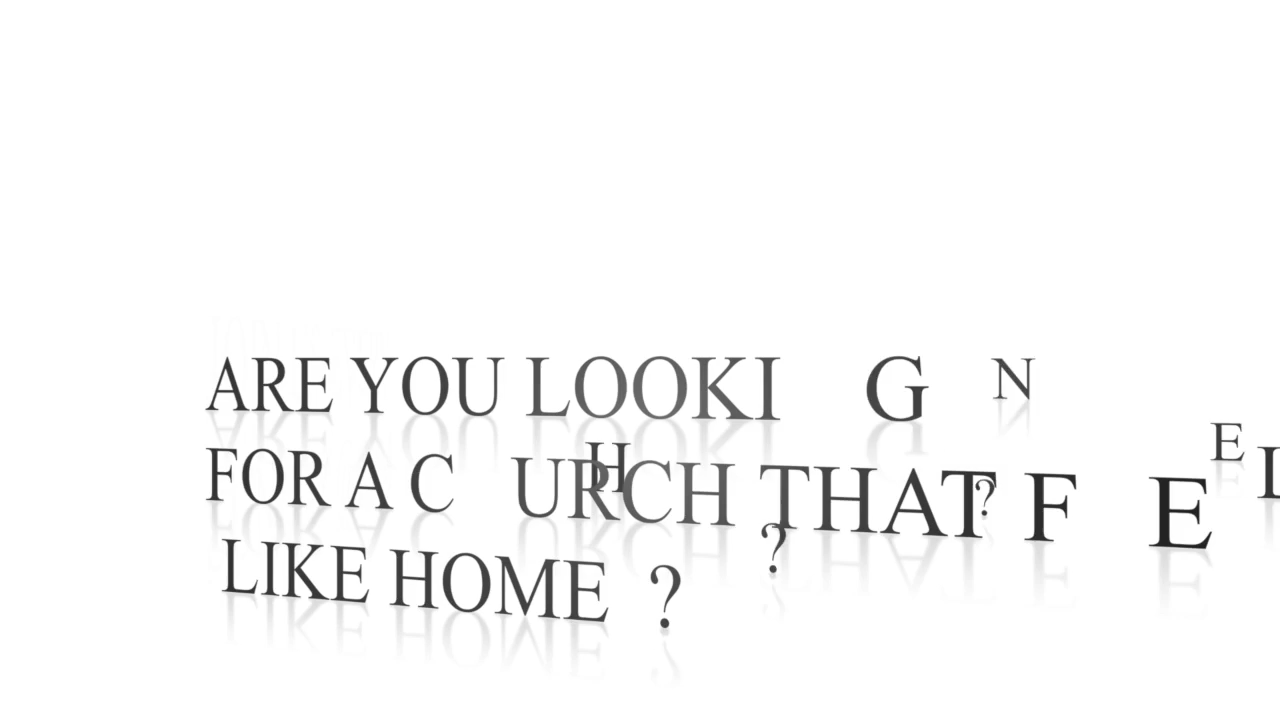 ARE YOU LOOKI G N
FOR A C H URCH THAT ? F E E L
LIKE HOME ? ?